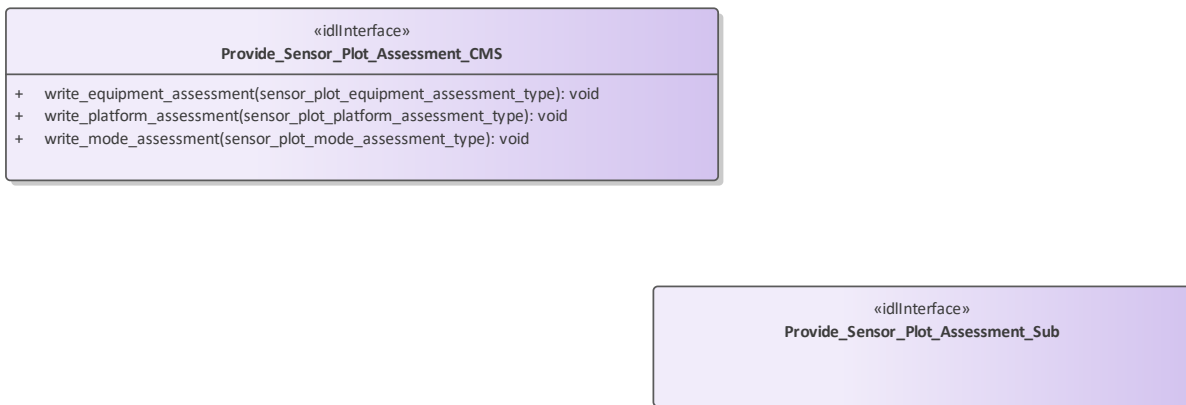 «idlInterface»
Provide_Sensor_Plot_Assessment_CMS
+ write_equipment_assessment(sensor_plot_equipment_assessment_type): void
+ write_platform_assessment(sensor_plot_platform_assessment_type): void
+ write_mode_assessment(sensor_plot_mode_assessment_type): void
«idlInterface»
Provide_Sensor_Plot_Assessment_Sub